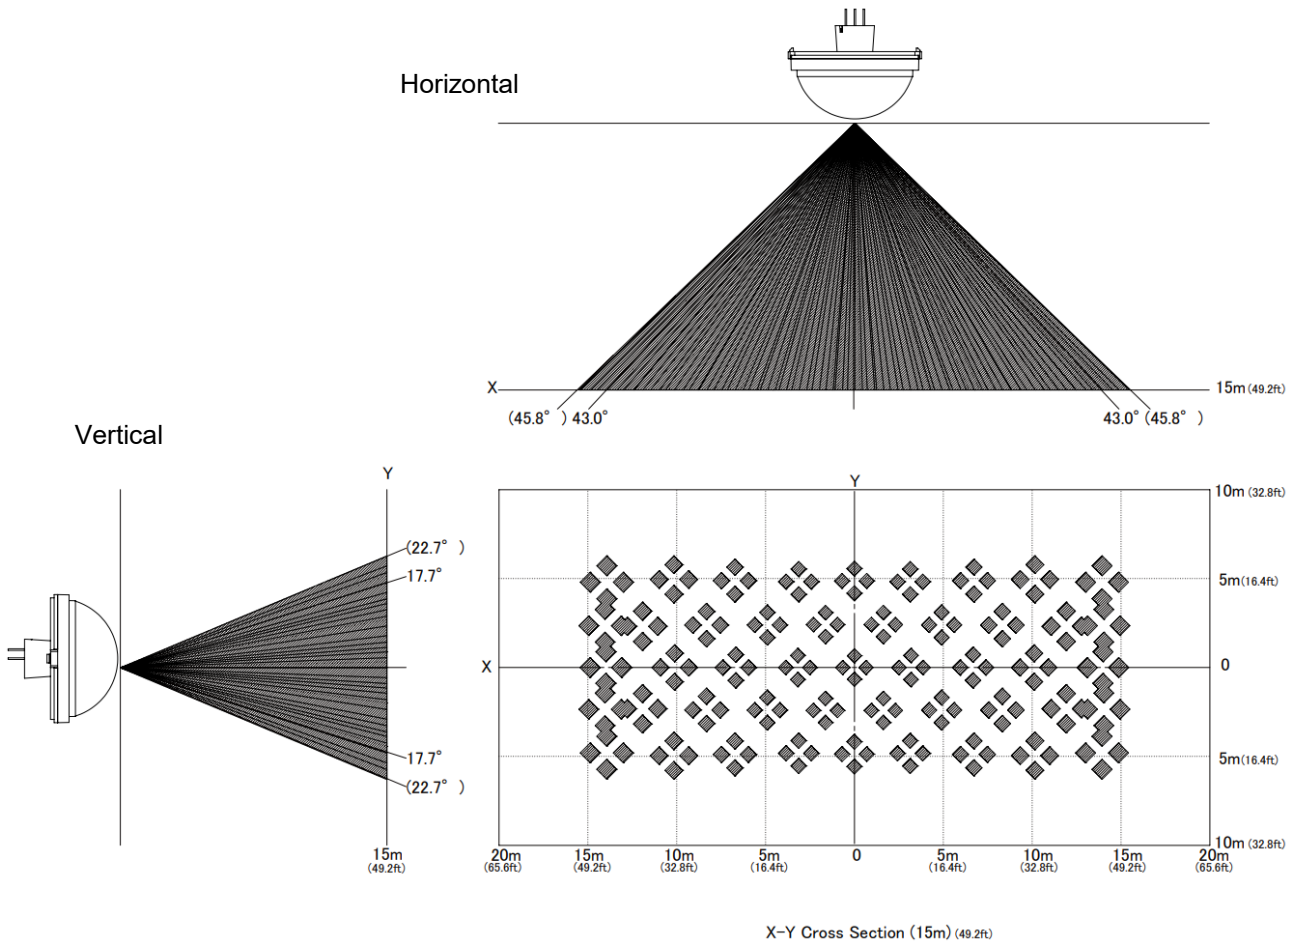 Horizontal
X
15m (49.2ft)
(45.8° ) 43.0°
43.0° (45.8° )
Vertical
Y
(22.7° )
17.7°
17.7°
(22.7° )
15m
(49.2ft)
Y
10m (32.8ft)
5m (16.4ft)
X
0
5m (16.4ft)
10m (32.8ft)
20m 15m 10m 5m 0 5m 10m 15m 20m
(65.6ft) (49.2ft) (32.8ft) (16.4ft) (16.4ft) (32.8ft) (49.2ft) (65.6ft)
X-Y Cross Section (15m) (49.2ft)